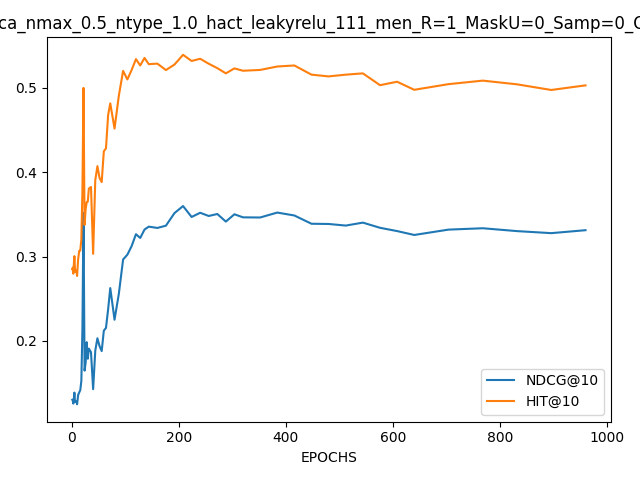 ca_nmax_0.5_ntype_1.0_hact_leakyrelu_111_men_R=1_MaskU=0_Samp=0_
0.5
0.4
0.3
0.2
NDCG@10
HIT@10
0 200 400 600 800 1000
EPOCHS